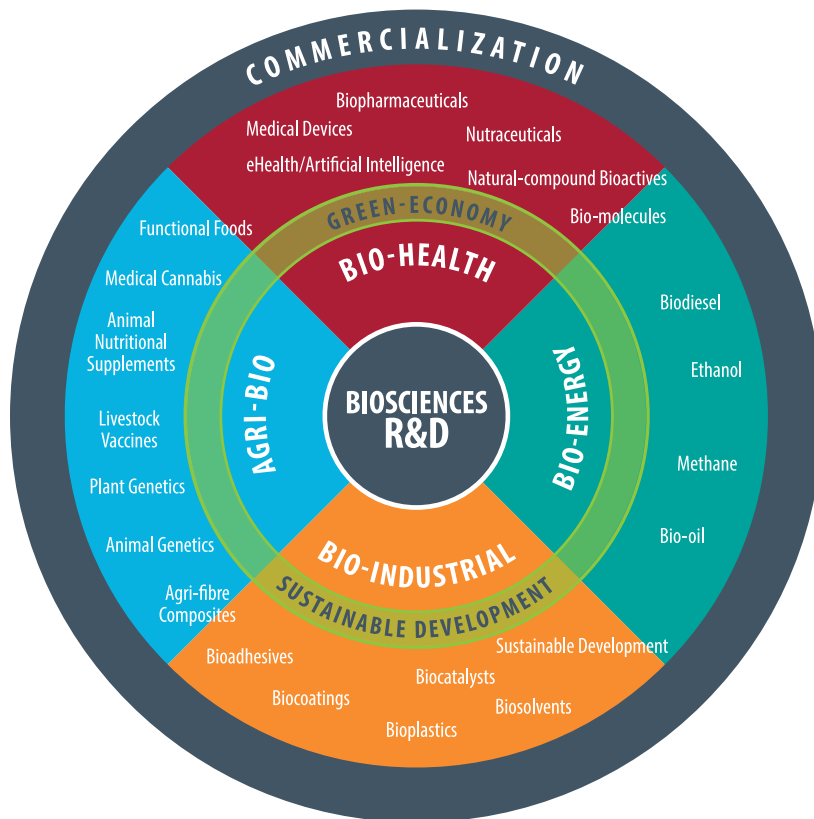 COMMERCIALIZATION
Biopharmaceuticals
Medical Devices
Nutraceuticals
eHealth/Artificial Intelligence
Natural-compound Bioactives
Bio-molecules
GREEN-ECONOMY
BIO-HEALTH
Functional Foods
Medical Cannabis
Animal
Nutritional
Supplements
Livestock
Vaccines
Plant Genetics
Animal Genetics
Agri-fibre
Composites
AGRI-BIO
BIOSCIENCES
R&D
BIO-ENERGY
Biodiesel
Ethanol
Methane
Bio-oil
BIO-INDUSTRIAL
SUSTAINABLE DEVELOPMENT
Sustainable Development
Bioadhesives
Biocatalysts
Biocoatings
Biosolvents
Bioplastics